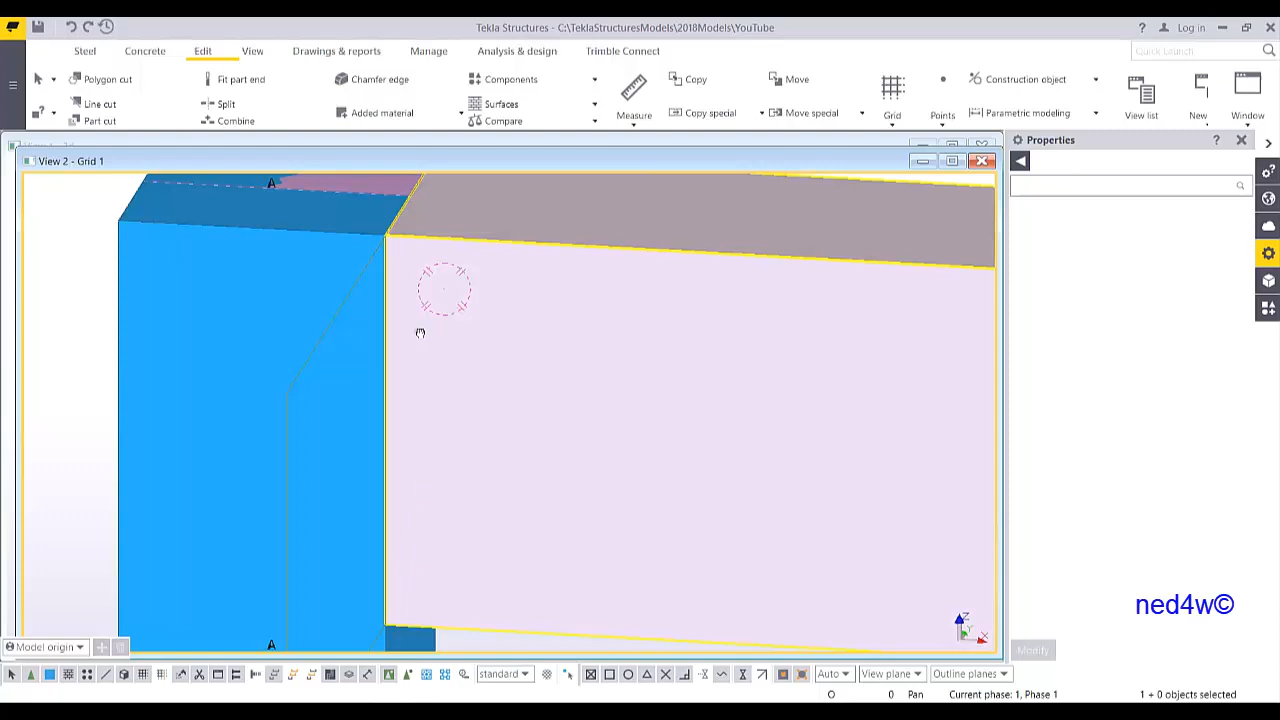 Tekla Structures - C:\TeklaStructuresModels\2018Models\YouTube
Log in
Steel Concrete Edit View Drawings & reports Manage Analysis & design Trimble Connect
Quick Launch
Polygon cut Fit part end Chamfer edge Components Copy Move Construction object
Line cut Split Surfaces
Part cut Combine Added material Compare Measure Copy special Move special Grid Points Parametric modeling View list New Window
Properties
View 2 - Grid 1
A
ned4w©
Z
Y
X
A
Model origin
Modify
standard Auto View plane Outline planes
O 0 Pan Current phase: 1, Phase 1 1 + 0 objects selected